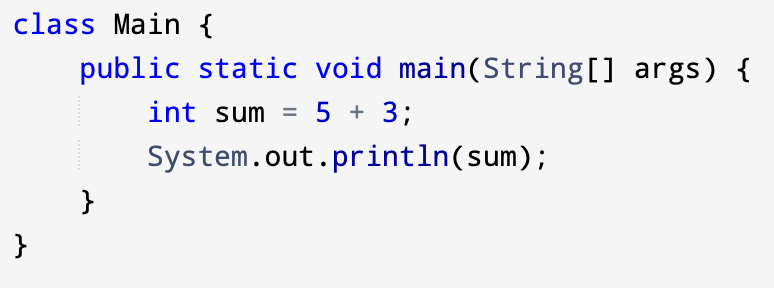 class Main {
    public static void main(String[] args) {
        int sum = 5 + 3;
        System.out.println(sum);
    }
}